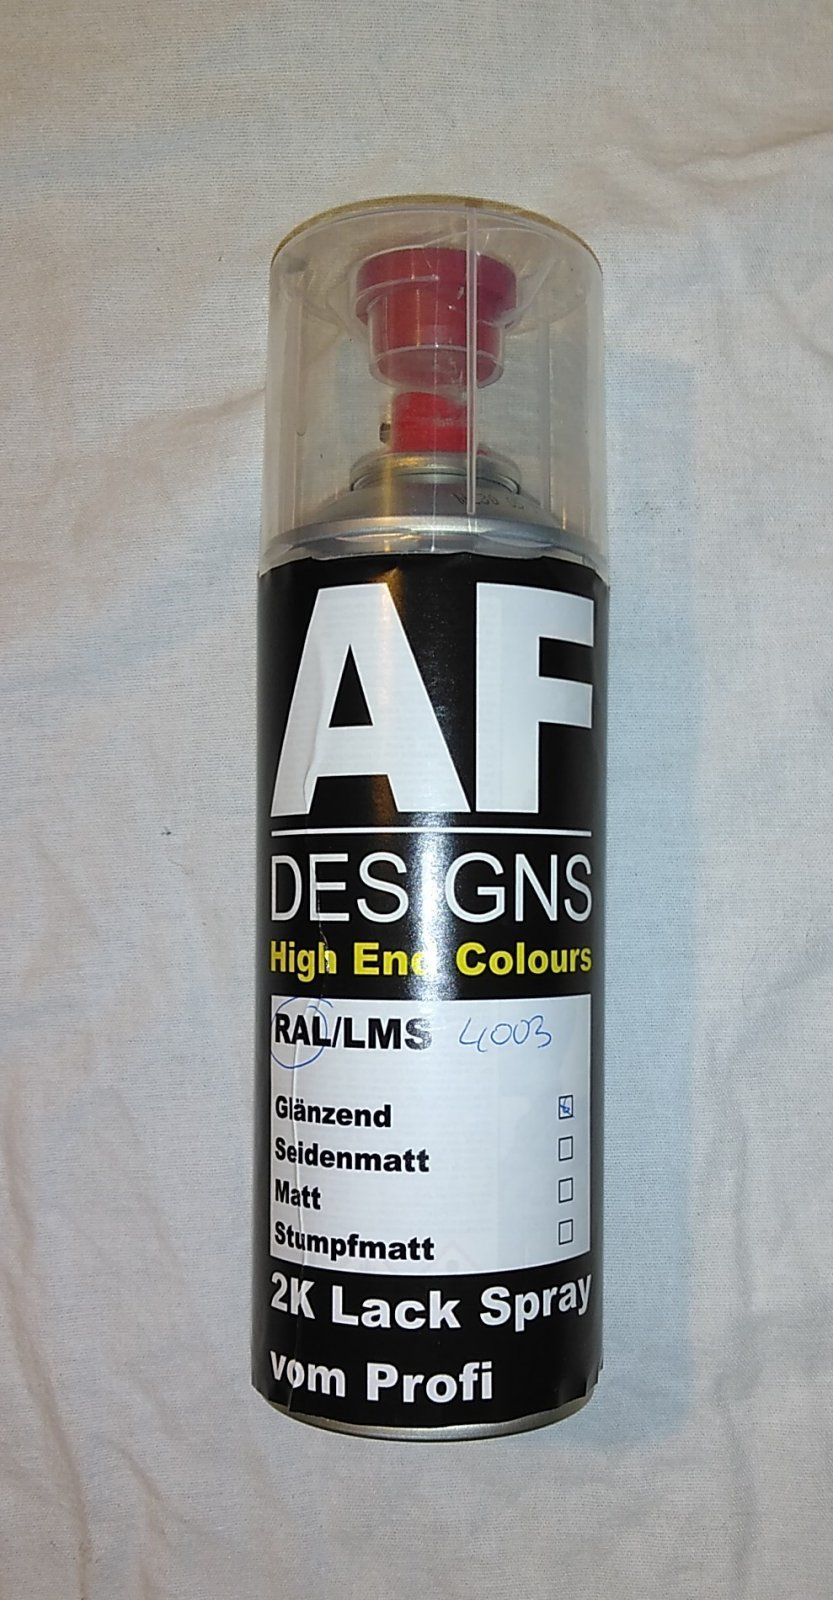 AF
DESIGNS
High End Colours
RAL/LMS 4003
Glänzend
Seidenmatt
Matt
Stumpfmatt
2K Lack Spray
vom Profi